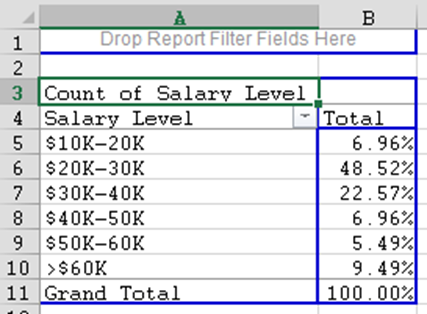 A B
1 Drop Report Filter Fields Here
2
3 Count of Salary Level
4 Salary Level Total
5 $10K-20K 6.96%
6 $20K-30K 48.52%
7 $30K-40K 22.57%
8 $40K-50K 6.96%
9 $50K-60K 5.49%
10 >$60K 9.49%
11 Grand Total 100.00%